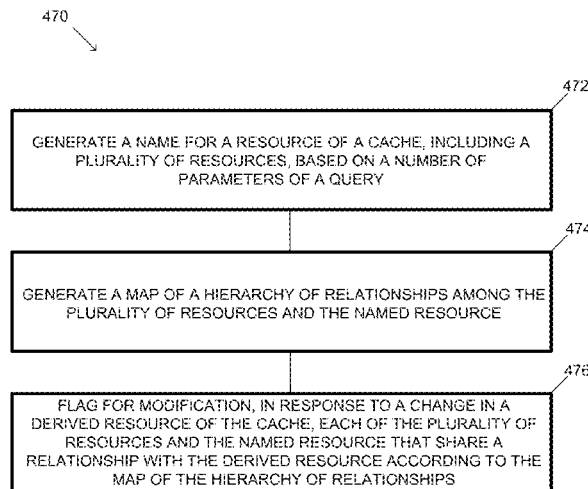 470
472
GENERATE A NAME FOR A RESOURCE OF A CACHE, INCLUDING A
PLURALITY OF RESOURCES, BASED ON A NUMBER OF
PARAMETERS OF A QUERY
474
GENERATE A MAP OF A HIERARCHY OF RELATIONSHIPS AMONG THE
PLURALITY OF RESOURCES AND THE NAMED RESOURCE
476
FLAG FOR MODIFICATION, IN RESPONSE TO A CHANGE IN A
DERIVED RESOURCE OF THE CACHE, EACH OF THE PLURALITY OF
RESOURCES AND THE NAMED RESOURCE THAT SHARE A
RELATIONSHIP WITH THE DERIVED RESOURCE ACCORDING TO THE
MAP OF THE HIERARCHY OF RELATIONSHIPS